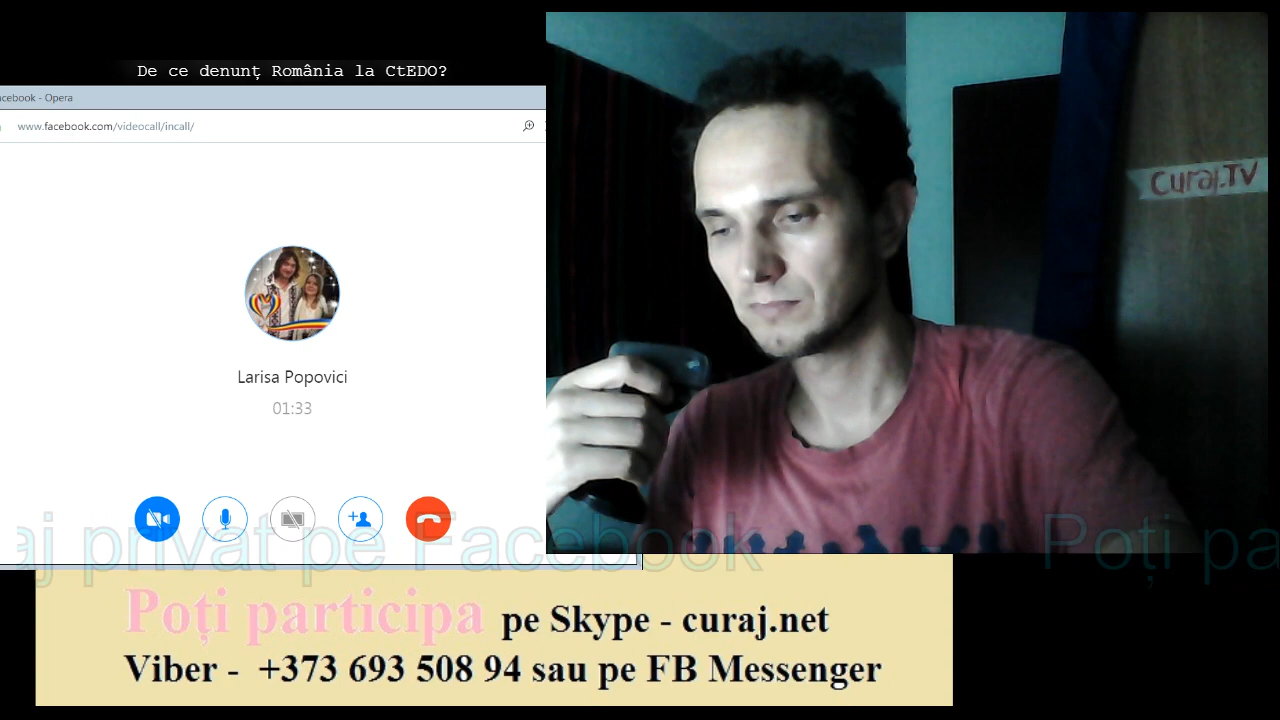 De ce denunț România la CtEDO?
acebook - Opera
www.facebook.com/videocall/incall/
Curaj.TV
Larisa Popovici
01:33
aj privat pe Facebook
Poți pa
Poți participa pe Skype - curaj.net
Viber - +373 693 508 94 sau pe FB Messenger